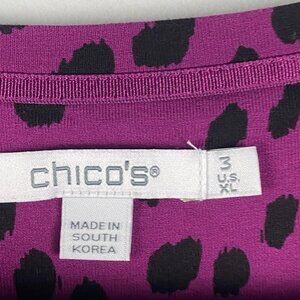 chico's®
3
U.S.
XL
MADE IN
SOUTH
KOREA